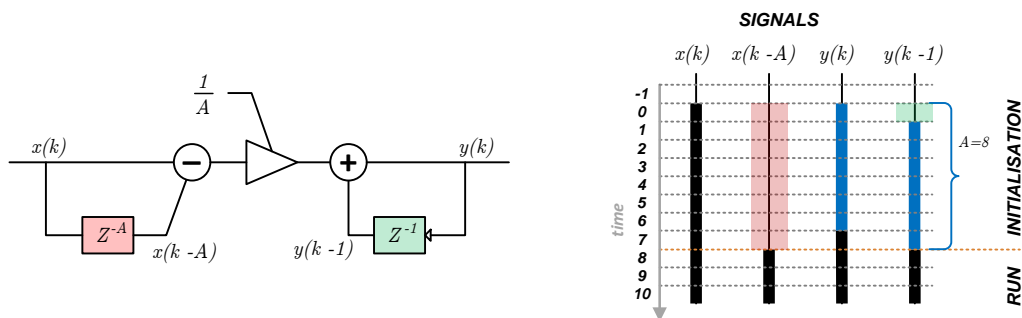 SIGNALS
x(k)
x(k -A)
y(k)
y(k -1)
1
A
x(k)
−
+
y(k)
Z-A
x(k -A)
y(k -1)
Z-1
-1
0
1
2
3
4
5
6
7
8
9
10
time
A=8
INITIALISATION
RUN